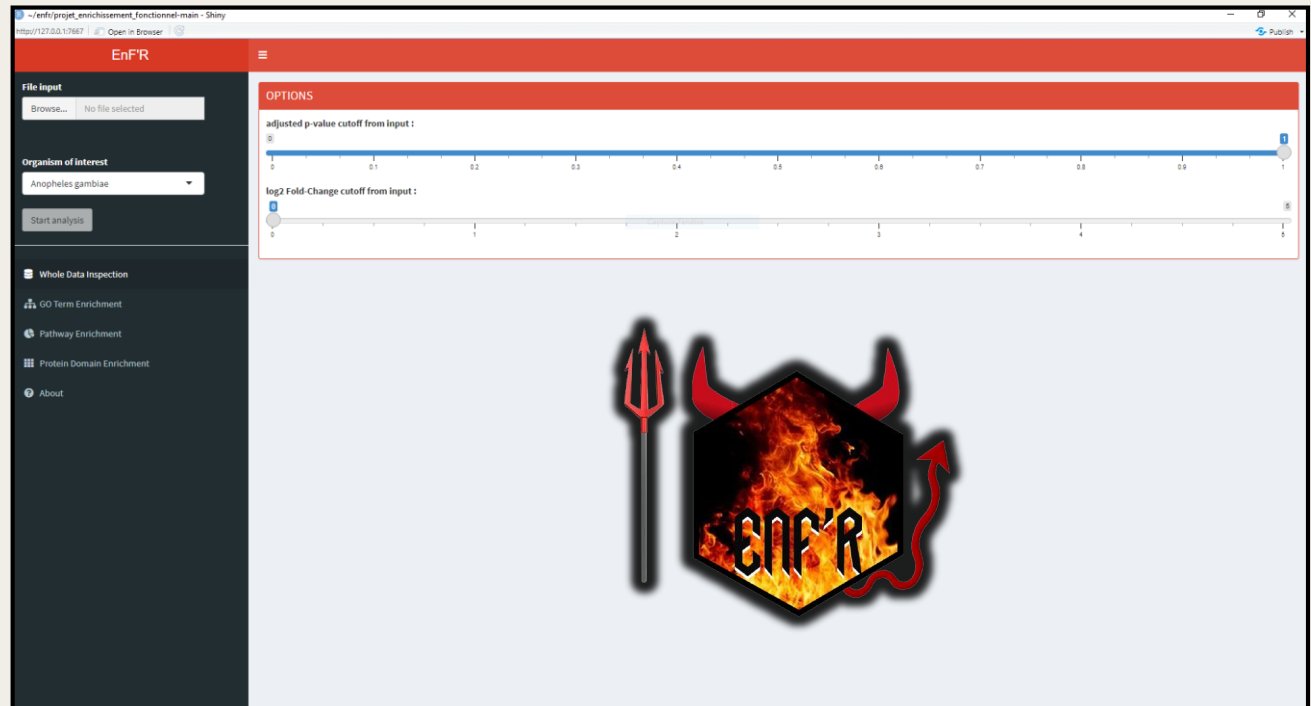 ~/enfr/projet_enrichissement_fonctionnel-main - Shiny
http://127.0.0.1:7667 Open in Browser Publish
EnF'R
File input
Browse... No file selected
Organism of interest
Anopheles gambiae
Start analysis
Whole Data Inspection
GO Term Enrichment
Pathway Enrichment
Protein Domain Enrichment
About
OPTIONS
adjusted p-value cutoff from input :
0 1
0 0.1 0.2 0.3 0.4 0.5 0.6 0.7 0.8 0.9 1
log2 Fold-Change cutoff from input :
0 5
0 1 2 3 4 5
ENF'R